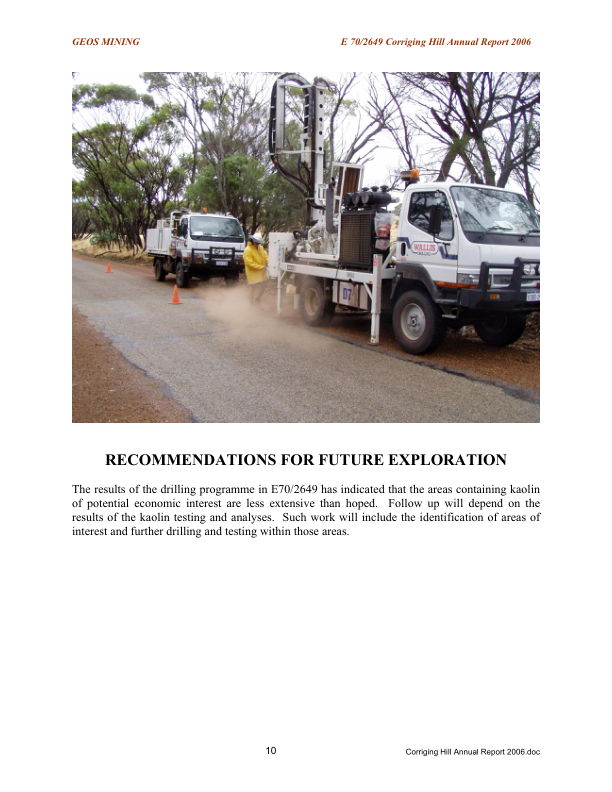 GEOS MINING E 70/2649 Corriging Hill Annual Report 2006
WALLIS
D7
RECOMMENDATIONS FOR FUTURE EXPLORATION
The results of the drilling programme in E70/2649 has indicated that the areas containing kaolin
of potential economic interest are less extensive than hoped. Follow up will depend on the
results of the kaolin testing and analyses. Such work will include the identification of areas of
interest and further drilling and testing within those areas.
10 Corriging Hill Annual Report 2006.doc